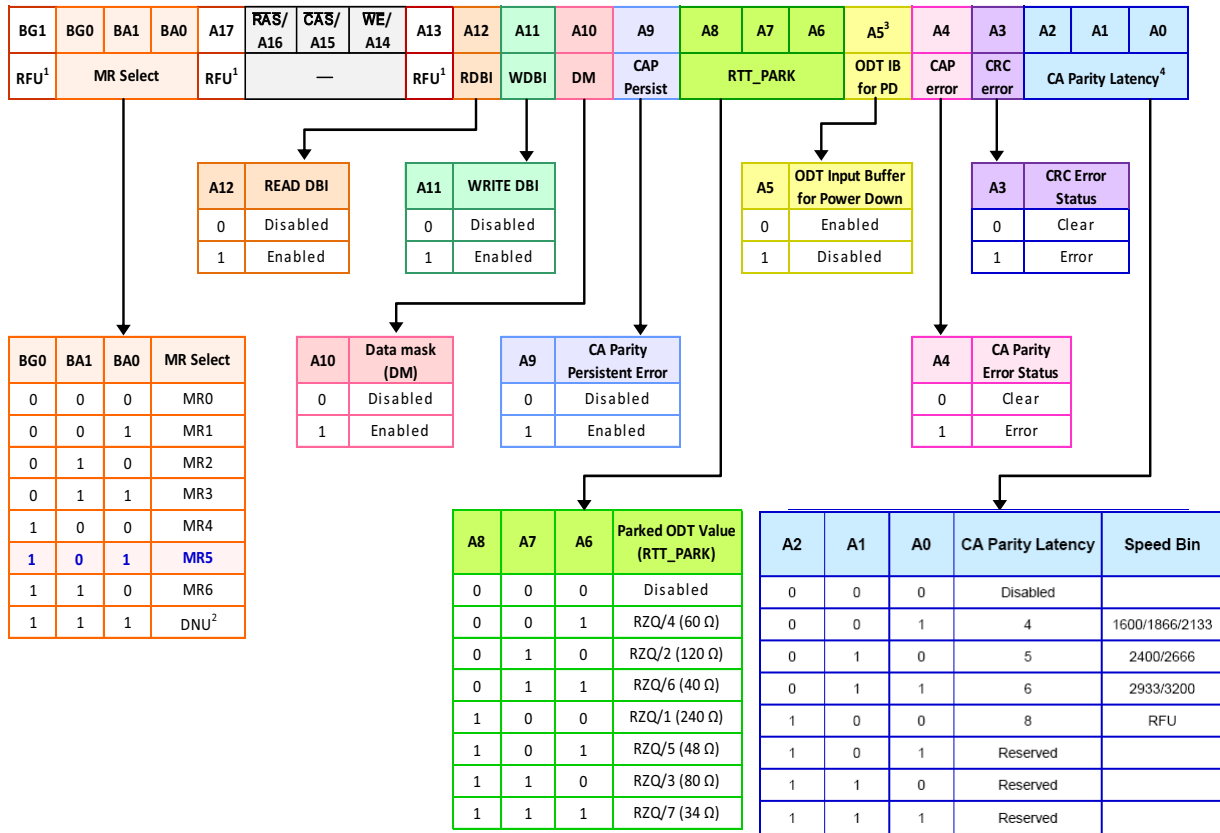 BG1 BG0 BA1 BA0 A17 RAS/ A16 CAS/ A15 WE/ A14 A13 A12 A11 A10 A9 A8 A7 A6 A5³ A4 A3 A2 A1 A0
RFU¹ MR Select RFU¹ — RFU¹ RDBI WDBI DM CAP Persist RTT_PARK ODT IB for PD CAP error CRC error CA Parity Latency⁴
A12 READ DBI
0 Disabled
1 Enabled
A11 WRITE DBI
0 Disabled
1 Enabled
A5 ODT Input Buffer for Power Down
0 Enabled
1 Disabled
A3 CRC Error Status
0 Clear
1 Error
BG0 BA1 BA0 MR Select
0 0 0 MR0
0 0 1 MR1
0 1 0 MR2
0 1 1 MR3
1 0 0 MR4
1 0 1 MR5
1 1 0 MR6
1 1 1 DNU²
A10 Data mask (DM)
0 Disabled
1 Enabled
A9 CA Parity Persistent Error
0 Disabled
1 Enabled
A4 CA Parity Error Status
0 Clear
1 Error
A8 A7 A6 Parked ODT Value (RTT_PARK)
0 0 0 Disabled
0 0 1 RZQ/4 (60 Ω)
0 1 0 RZQ/2 (120 Ω)
0 1 1 RZQ/6 (40 Ω)
1 0 0 RZQ/1 (240 Ω)
1 0 1 RZQ/5 (48 Ω)
1 1 0 RZQ/3 (80 Ω)
1 1 1 RZQ/7 (34 Ω)
A2 A1 A0 CA Parity Latency Speed Bin
0 0 0 Disabled
0 0 1 4 1600/1866/2133
0 1 0 5 2400/2666
0 1 1 6 2933/3200
1 0 0 8 RFU
1 0 1 Reserved
1 1 0 Reserved
1 1 1 Reserved